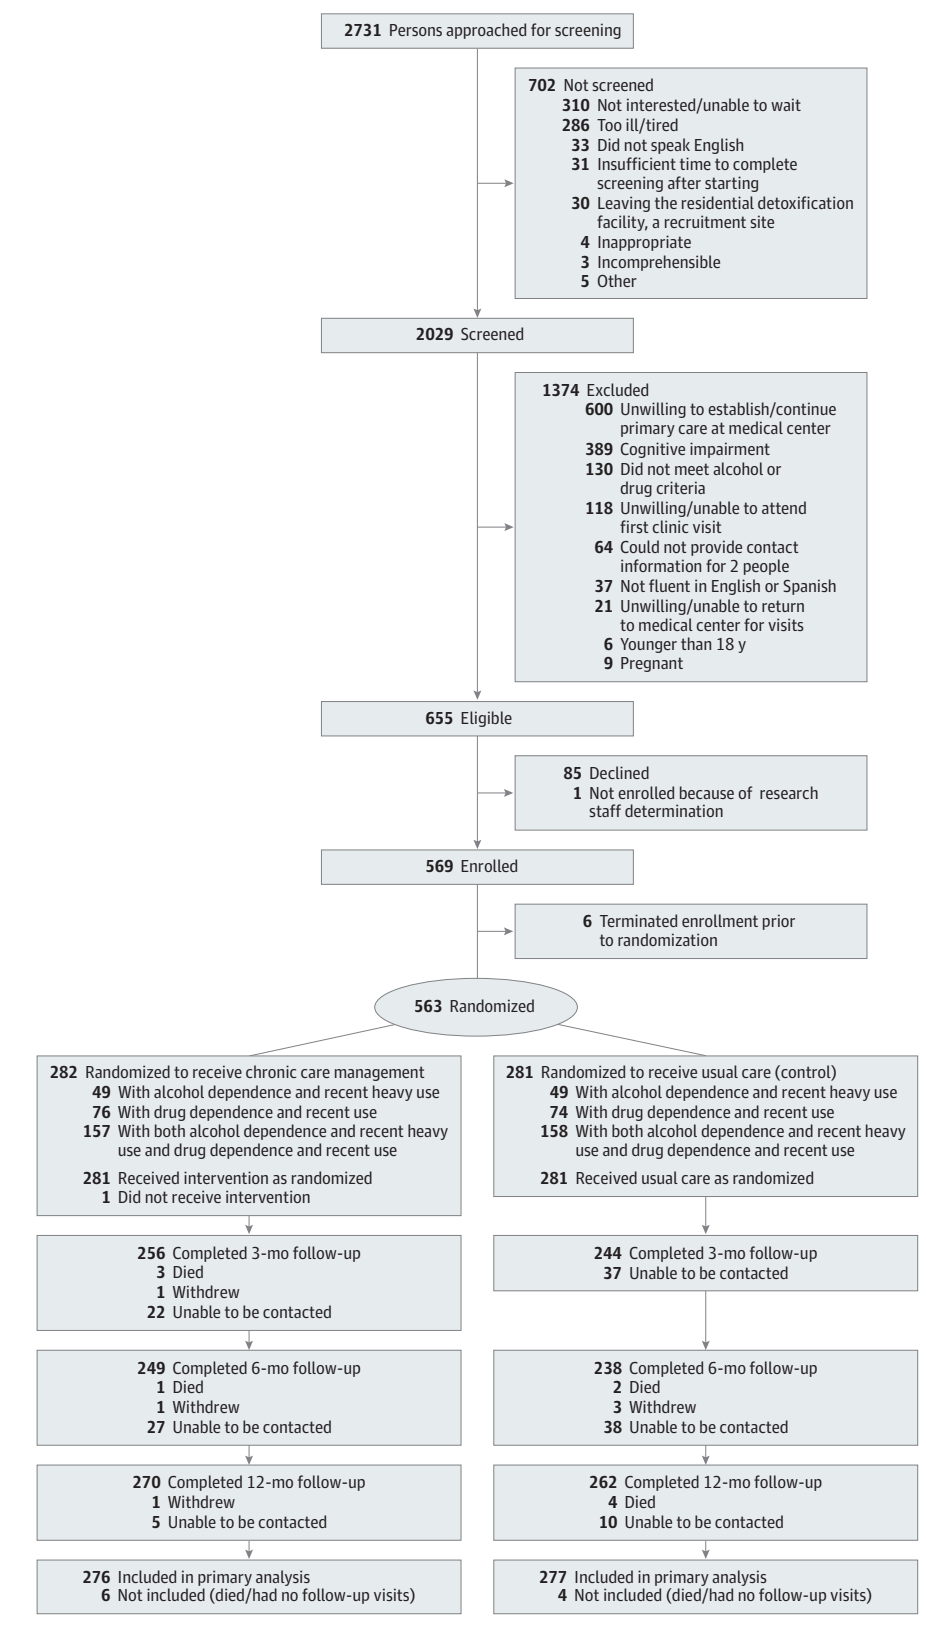 2731 Persons approached for screening
702 Not screened
310 Not interested/unable to wait
286 Too ill/tired
33 Did not speak English
31 Insufficient time to complete
screening after starting
30 Leaving the residential detoxification
facility, a recruitment site
4 Inappropriate
3 Incomprehensible
5 Other
2029 Screened
1374 Excluded
600 Unwilling to establish/continue
primary care at medical center
389 Cognitive impairment
130 Did not meet alcohol or
drug criteria
118 Unwilling/unable to attend
first clinic visit
64 Could not provide contact
information for 2 people
37 Not fluent in English or Spanish
21 Unwilling/unable to return
to medical center for visits
6 Younger than 18 y
9 Pregnant
655 Eligible
85 Declined
1 Not enrolled because of research
staff determination
569 Enrolled
6 Terminated enrollment prior
to randomization
563 Randomized
282 Randomized to receive chronic care management
49 With alcohol dependence and recent heavy use
76 With drug dependence and recent use
157 With both alcohol dependence and recent heavy
use and drug dependence and recent use
281 Received intervention as randomized
1 Did not receive intervention
281 Randomized to receive usual care (control)
49 With alcohol dependence and recent heavy use
74 With drug dependence and recent use
158 With both alcohol dependence and recent heavy
use and drug dependence and recent use
281 Received usual care as randomized
256 Completed 3-mo follow-up
3 Died
1 Withdrew
22 Unable to be contacted
244 Completed 3-mo follow-up
37 Unable to be contacted
249 Completed 6-mo follow-up
1 Died
1 Withdrew
27 Unable to be contacted
238 Completed 6-mo follow-up
2 Died
3 Withdrew
38 Unable to be contacted
270 Completed 12-mo follow-up
1 Withdrew
5 Unable to be contacted
262 Completed 12-mo follow-up
4 Died
10 Unable to be contacted
276 Included in primary analysis
6 Not included (died/had no follow-up visits)
277 Included in primary analysis
4 Not included (died/had no follow-up visits)